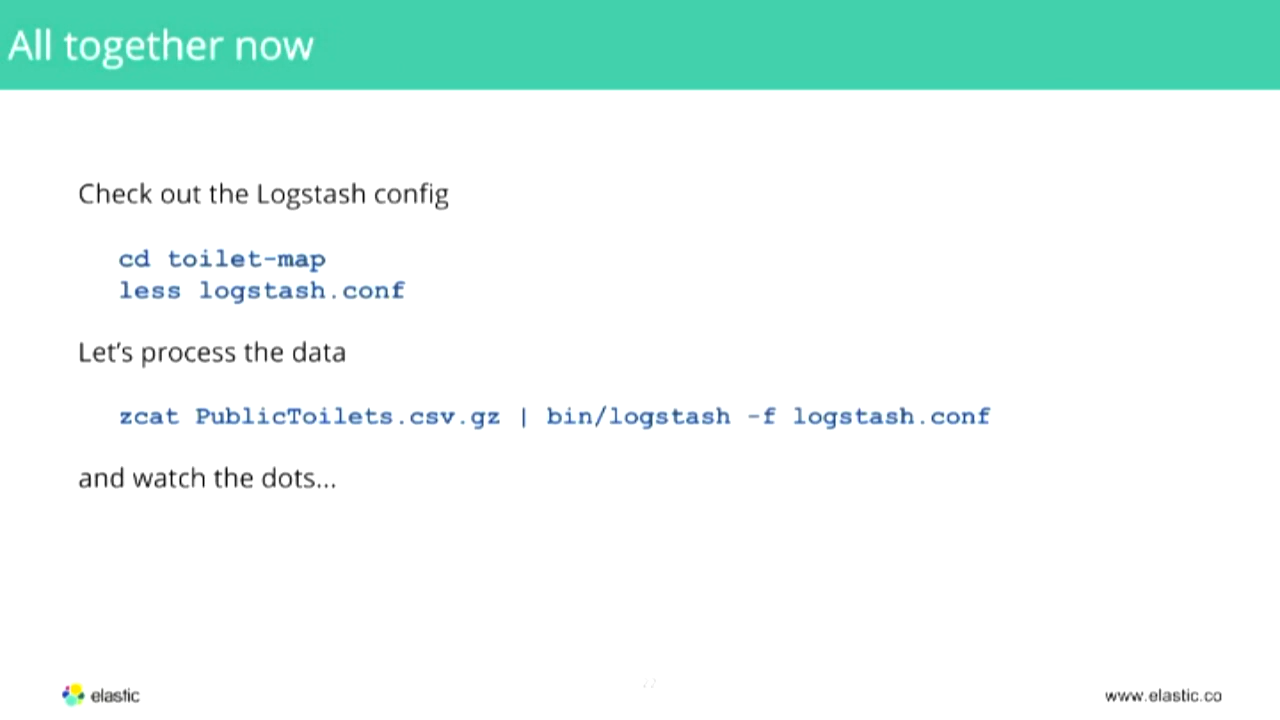 All together now
Check out the Logstash config
cd toilet-map
less logstash.conf
Let's process the data
zcat PublicToilets.csv.gz | bin/logstash -f logstash.conf
and watch the dots...
elastic
www.elastic.co